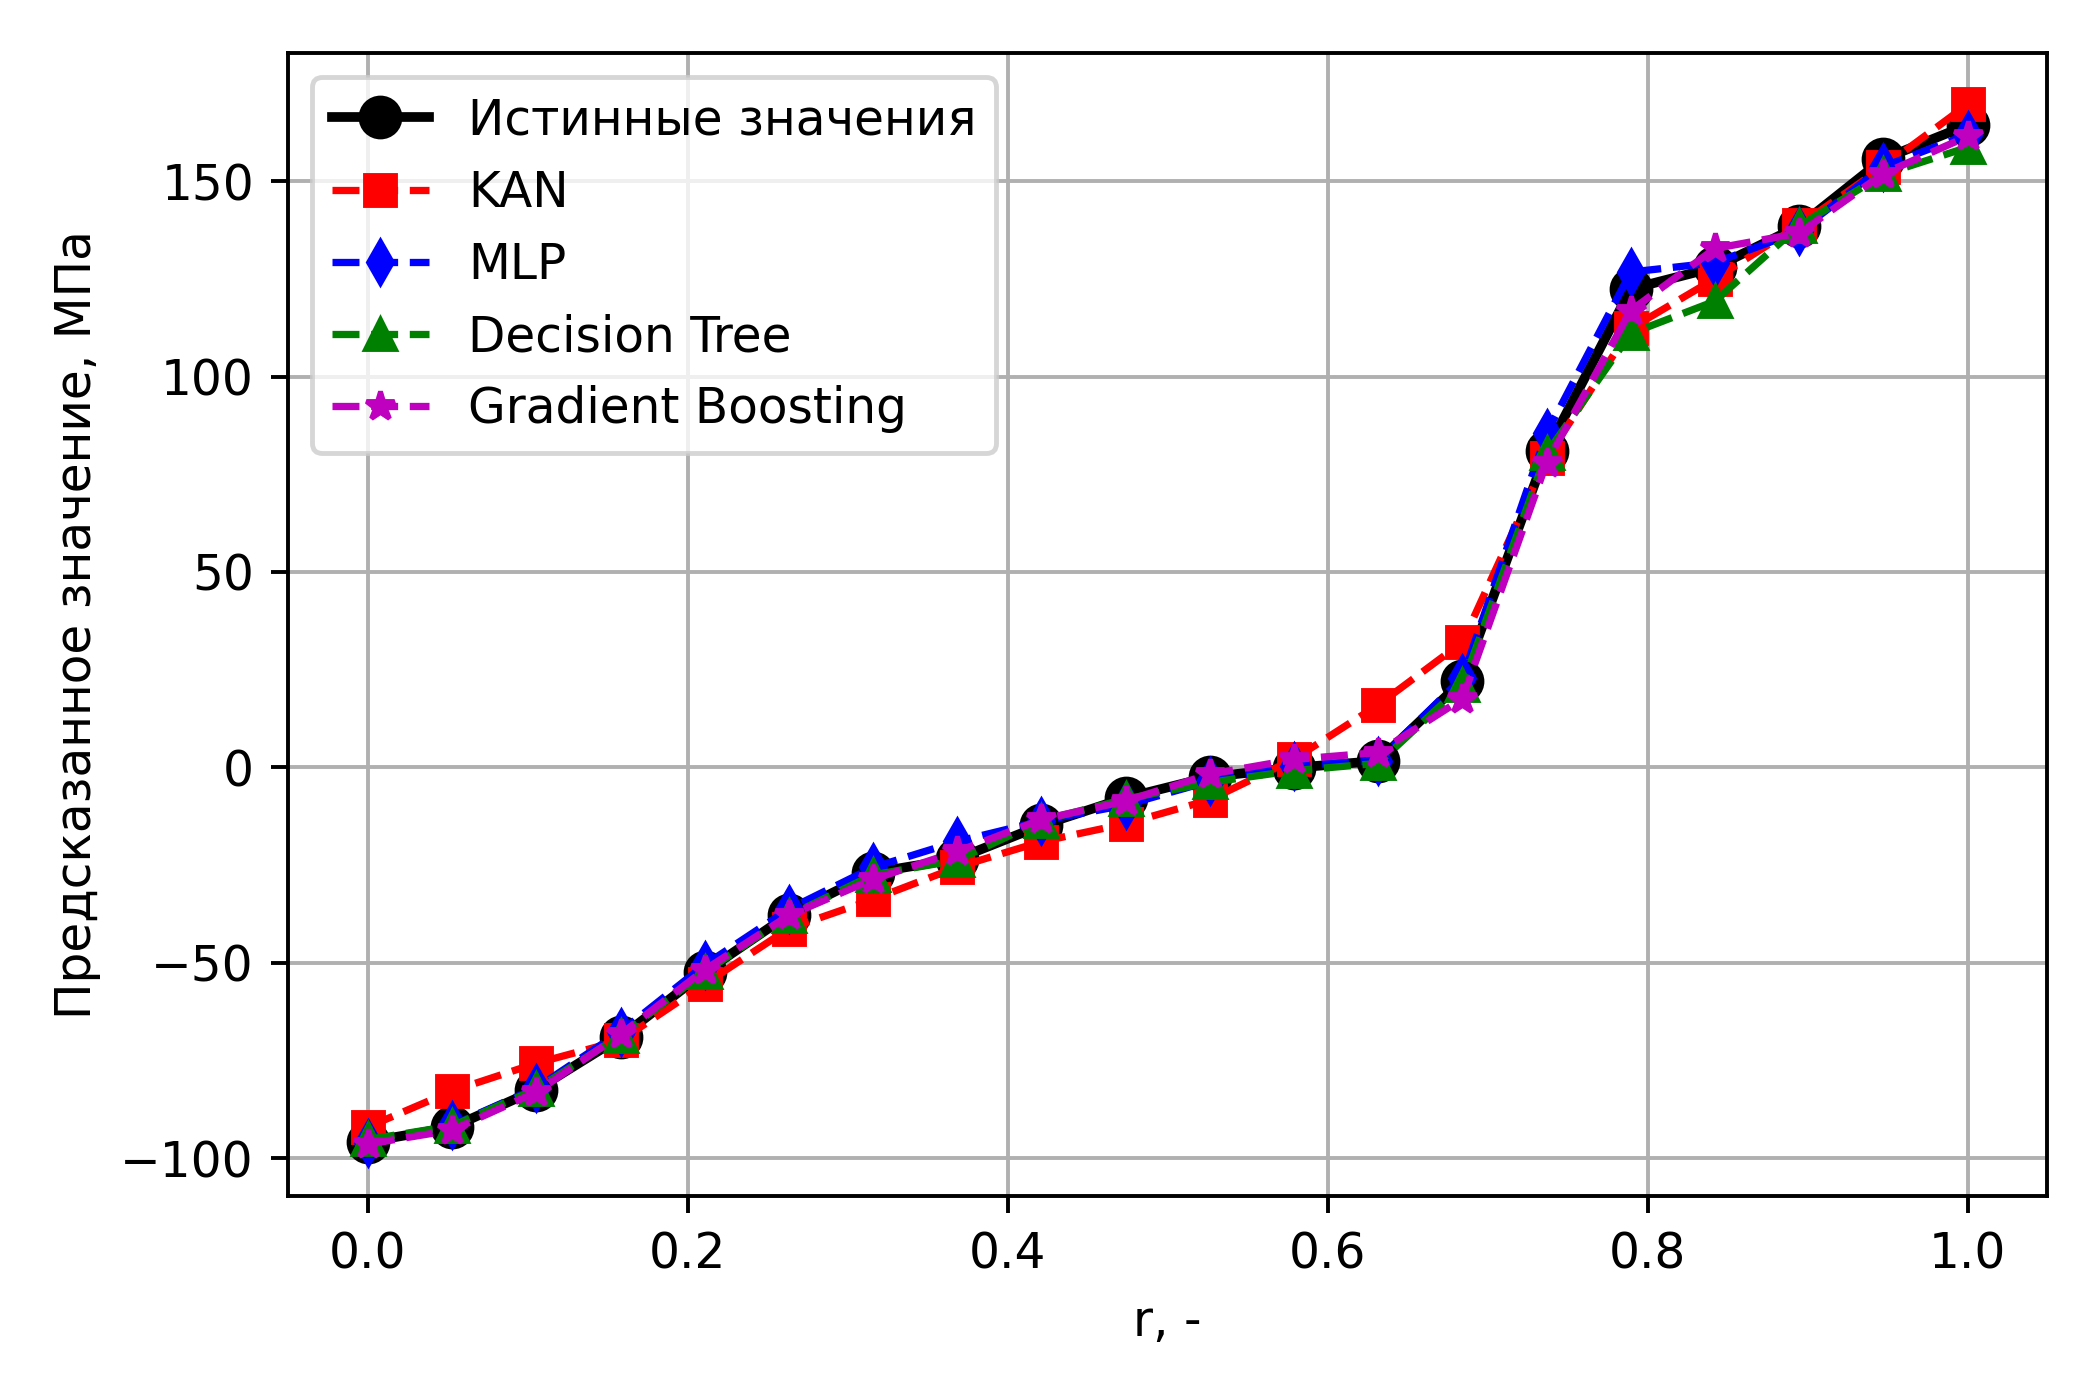 Истинные значения
KAN
MLP
Decision Tree
Gradient Boosting
Предсказанное значение, МПа
150
100
50
0
−50
−100
0.0 0.2 0.4 0.6 0.8 1.0
r, -